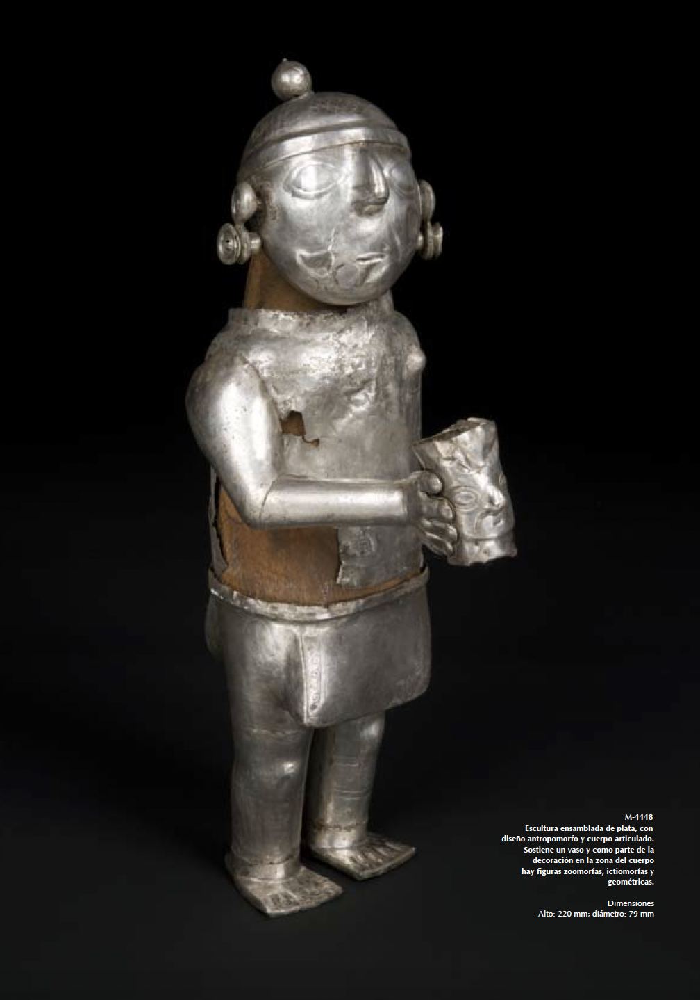 M-4448
Escultura ensamblada de plata, con
diseño antropomorfo y cuerpo articulado.
Sostiene un vaso y como parte de la
decoración en la zona del cuerpo
hay figuras zoomorfas, ictiomorfas y
geométricas.
Dimensiones
Alto: 220 mm; diámetro: 79 mm